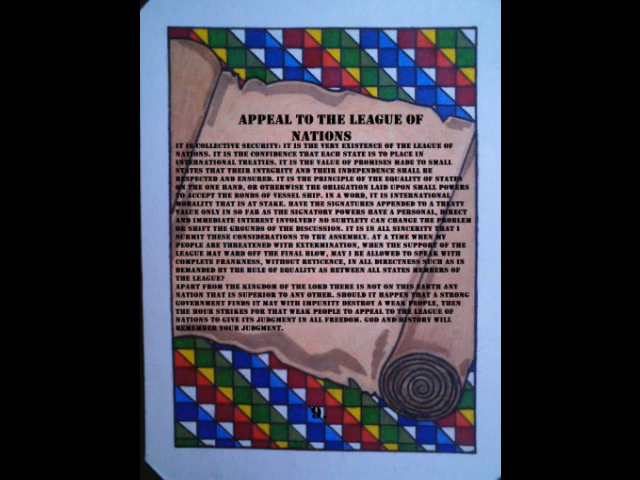 APPEAL TO THE LEAGUE OF
NATIONS
IT IS COLLECTIVE SECURITY: IT IS THE VERY EXISTENCE OF THE LEAGUE OF
NATIONS. IT IS THE CONFIDENCE THAT EACH STATE IS TO PLACE IN
INTERNATIONAL TREATIES. IT IS THE VALUE OF PROMISES MADE TO SMALL
STATES THAT THEIR INTEGRITY AND THEIR INDEPENDENCE SHALL BE
RESPECTED AND ENSURED. IT IS THE PRINCIPLE OF THE EQUALITY OF STATES
ON THE ONE HAND, OR OTHERWISE THE OBLIGATION LAID UPON SMALL POWERS
TO ACCEPT THE BONDS OF VESSEL SHIP. IN A WORD, IT IS INTERNATIONAL
MORALITY THAT IS AT STAKE. HAVE THE SIGNATURES APPENDED TO A TREATY
VALUE ONLY IN SO FAR AS THE SIGNATORY POWERS HAVE A PERSONAL, DIRECT
AND IMMEDIATE INTEREST INVOLVED? NO SUBTLETY CAN CHANGE THE PROBLEM
OR SHIFT THE GROUNDS OF THE DISCUSSION. IT IS IN ALL SINCERITY THAT I
SUBMIT THESE CONSIDERATIONS TO THE ASSEMBLY. AT A TIME WHEN MY
PEOPLE ARE THREATENED WITH EXTERMINATION, WHEN THE SUPPORT OF THE
LEAGUE MAY WARD OFF THE FINAL BLOW, MAY I BE ALLOWED TO SPEAK WITH
COMPLETE FRANKNESS, WITHOUT RETICENCE, IN ALL DIRECTNESS SUCH AS IS
DEMANDED BY THE RULE OF EQUALITY AS BETWEEN ALL STATES MEMBERS OF
THE LEAGUE?
APART FROM THE KINGDOM OF THE LORD THERE IS NOT ON THIS EARTH ANY
NATION THAT IS SUPERIOR TO ANY OTHER. SHOULD IT HAPPEN THAT A STRONG
GOVERNMENT FINDS IT MAY WITH IMPUNITY DESTROY A WEAK PEOPLE, THEN
THE HOUR STRIKES FOR THAT WEAK PEOPLE TO APPEAL TO THE LEAGUE OF
NATIONS TO GIVE ITS JUDGMENT IN ALL FREEDOM. GOD AND HISTORY WILL
REMEMBER YOUR JUDGMENT.
9.